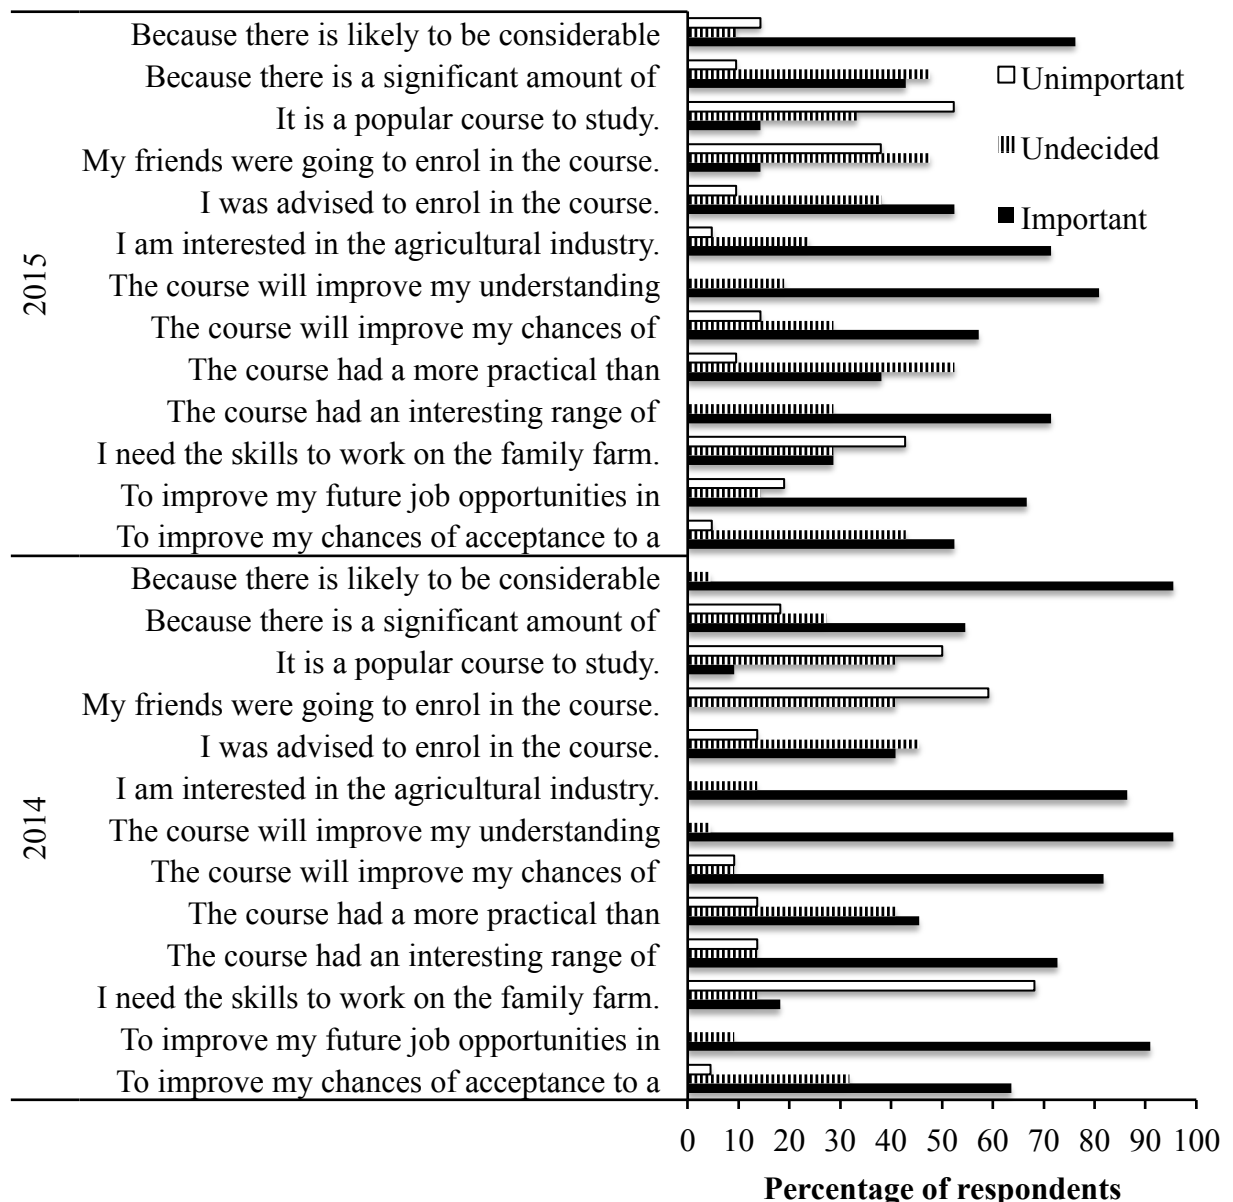 Because there is likely to be considerable
Because there is a significant amount of
Unimportant
It is a popular course to study.
Undecided
My friends were going to enrol in the course.
I was advised to enrol in the course.
Important
I am interested in the agricultural industry.
2015
The course will improve my understanding
The course will improve my chances of
The course had a more practical than
The course had an interesting range of
I need the skills to work on the family farm.
To improve my future job opportunities in
To improve my chances of acceptance to a
Because there is likely to be considerable
Because there is a significant amount of
It is a popular course to study.
My friends were going to enrol in the course.
I was advised to enrol in the course.
I am interested in the agricultural industry.
2014
The course will improve my understanding
The course will improve my chances of
The course had a more practical than
The course had an interesting range of
I need the skills to work on the family farm.
To improve my future job opportunities in
To improve my chances of acceptance to a
0 10 20 30 40 50 60 70 80 90 100
Percentage of respondents